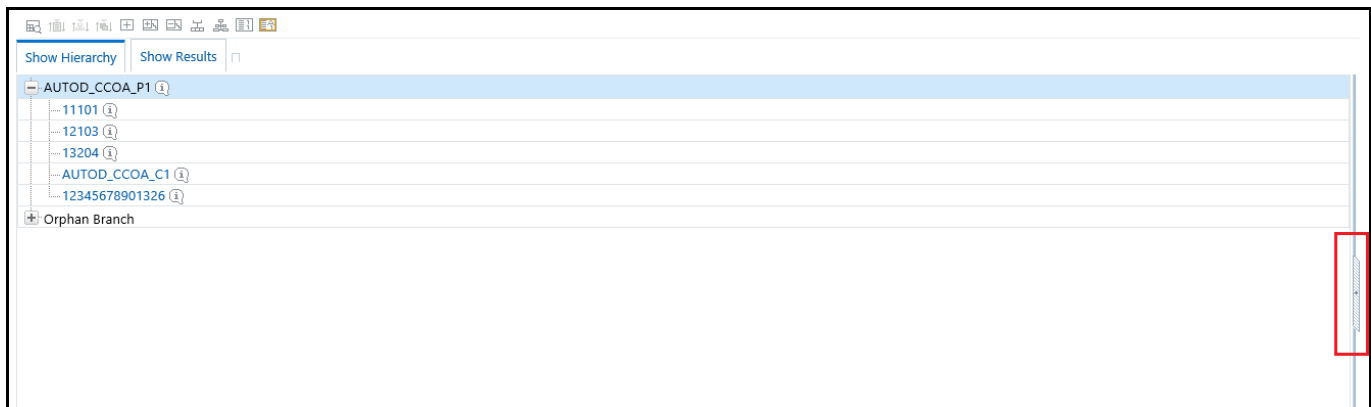 Show Hierarchy Show Results
AUTOD_CCOA_P1
11101
12103
13204
AUTOD_CCOA_C1
12345678901326
Orphan Branch